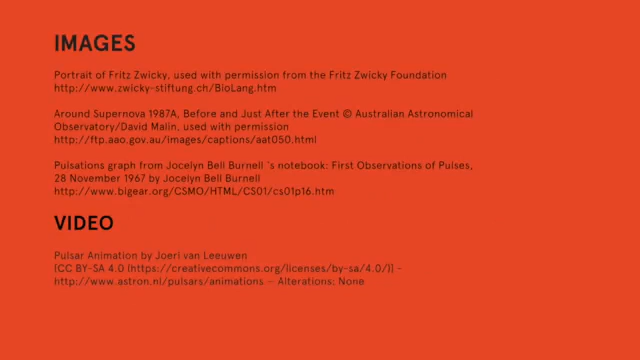 IMAGES
Portrait of Fritz Zwicky, used with permission from the Fritz Zwicky Foundation
http://www.zwicky-stiftung.ch/BioLang.htm
Around Supernova 1987A, Before and Just After the Event © Australian Astronomical
Observatory/David Malin, used with permission
http://ftp.aao.gov.au/images/captions/aat050.html
Pulsations graph from Jocelyn Bell Burnell 's notebook: First Observations of Pulses,
28 November 1967 by Jocelyn Bell Burnell
http://www.bigear.org/CSMO/HTML/CS01/cs01p16.htm
VIDEO
Pulsar Animation by Joeri van Leeuwen
[CC BY-SA 4.0 (https://creativecommons.org/licenses/by-sa/4.0/)] -
http://www.astron.nl/pulsars/animations - Alterations: None